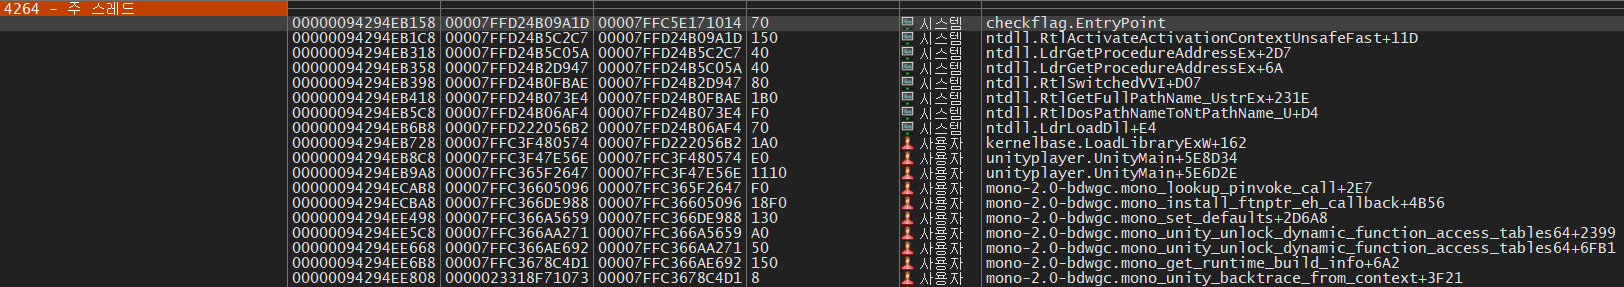 4264 - 주 스레드
00000094294EB158 00007FFD24B09A1D 00007FFC5E171014 70 시스템 checkflag.EntryPoint
00000094294EB1C8 00007FFD24B5C2C7 00007FFD24B09A1D 150 시스템 ntdll.RtlActivateActivationContextUnsafeFast+11D
00000094294EB318 00007FFD24B5C05A 00007FFD24B5C2C7 40 시스템 ntdll.LdrGetProcedureAddressEx+2D7
00000094294EB358 00007FFD24B2D947 00007FFD24B5C05A 40 시스템 ntdll.LdrGetProcedureAddressEx+6A
00000094294EB398 00007FFD24B0FBAE 00007FFD24B2D947 80 시스템 ntdll.RtlSwitchedVVI+D07
00000094294EB418 00007FFD24B073E4 00007FFD24B0FBAE 1B0 시스템 ntdll.RtlGetFullPathName_UstrEx+231E
00000094294EB5C8 00007FFD24B06AF4 00007FFD24B073E4 F0 시스템 ntdll.RtlDosPathNameToNtPathName_U+D4
00000094294EB6B8 00007FFD222056B2 00007FFD24B06AF4 70 시스템 ntdll.LdrLoadDll+E4
00000094294EB728 00007FFC3F480574 00007FFD222056B2 1A0 사용자 kernelbase.LoadLibraryExW+162
00000094294EB8C8 00007FFC3F47E56E 00007FFC3F480574 E0 사용자 unityplayer.UnityMain+5E8D34
00000094294EB9A8 00007FFC365F2647 00007FFC3F47E56E 1110 사용자 unityplayer.UnityMain+5E6D2E
00000094294ECAB8 00007FFC36605096 00007FFC365F2647 F0 사용자 mono-2.0-bdwgc.mono_lookup_pinvoke_call+2E7
00000094294ECBA8 00007FFC366DE988 00007FFC36605096 18F0 사용자 mono-2.0-bdwgc.mono_install_ftnptr_eh_callback+4B56
00000094294EE498 00007FFC366A5659 00007FFC366DE988 130 사용자 mono-2.0-bdwgc.mono_set_defaults+2D6A8
00000094294EE5C8 00007FFC366AA271 00007FFC366A5659 A0 사용자 mono-2.0-bdwgc.mono_unity_unlock_dynamic_function_access_tables64+2399
00000094294EE668 00007FFC366AE692 00007FFC366AA271 50 사용자 mono-2.0-bdwgc.mono_unity_unlock_dynamic_function_access_tables64+6FB1
00000094294EE6B8 00007FFC3678C4D1 00007FFC366AE692 150 사용자 mono-2.0-bdwgc.mono_get_runtime_build_info+6A2
00000094294EE808 0000023318F71073 00007FFC3678C4D1 8 사용자 mono-2.0-bdwgc.mono_unity_backtrace_from_context+3F21